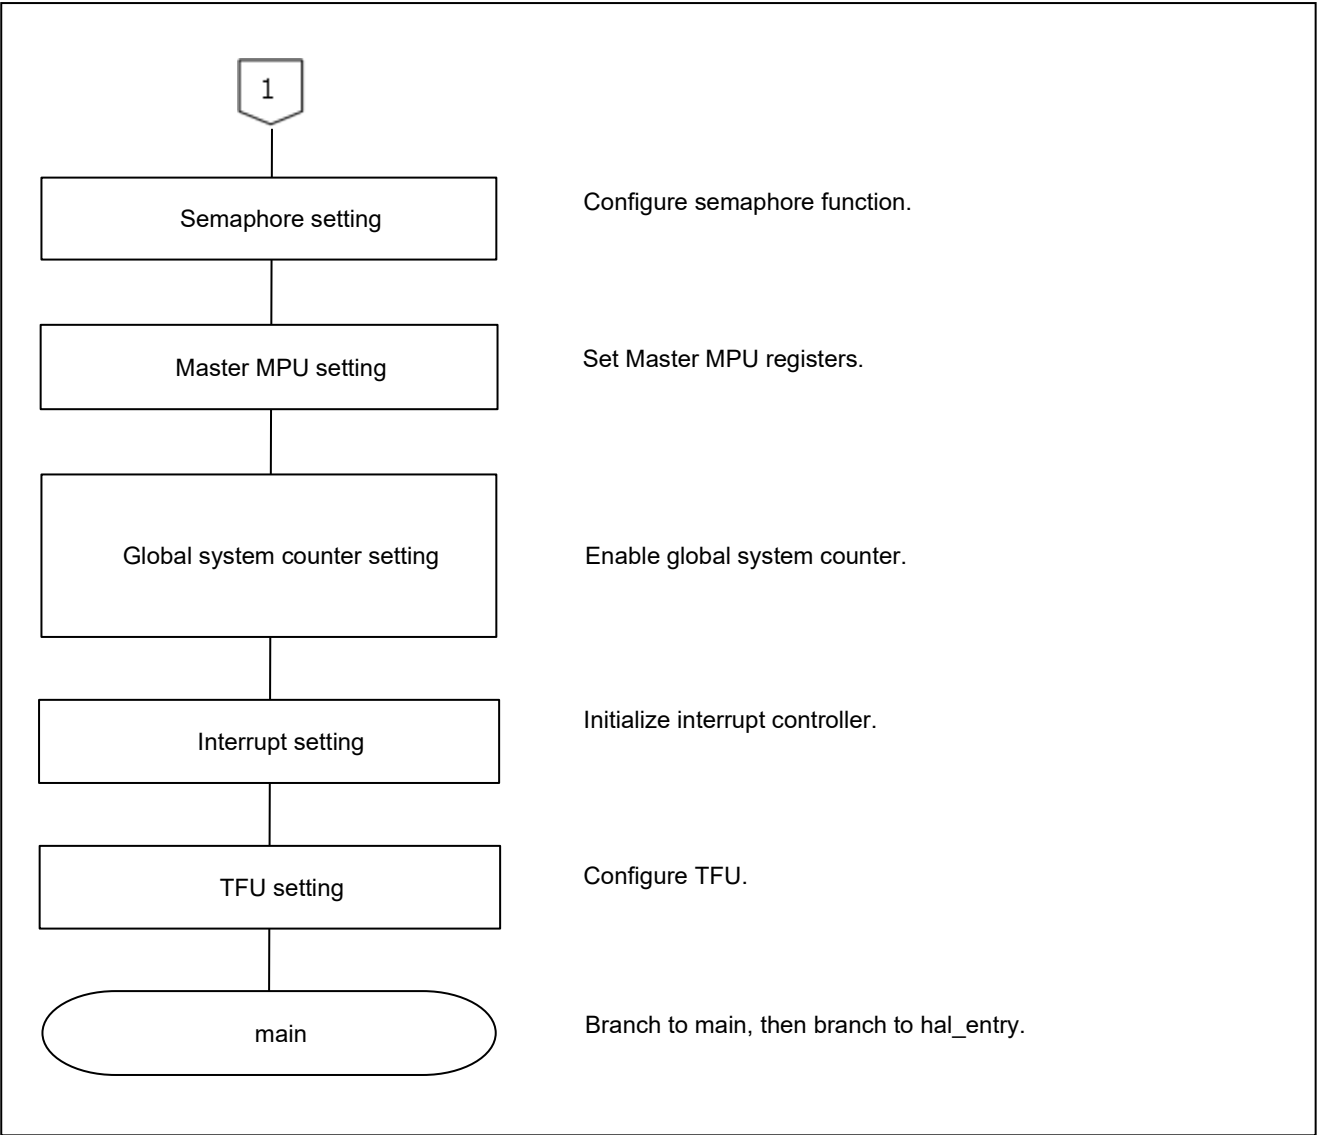 1
Semaphore setting
Configure semaphore function.
Master MPU setting
Set Master MPU registers.
Global system counter setting
Enable global system counter.
Interrupt setting
Initialize interrupt controller.
TFU setting
Configure TFU.
main
Branch to main, then branch to hal_entry.